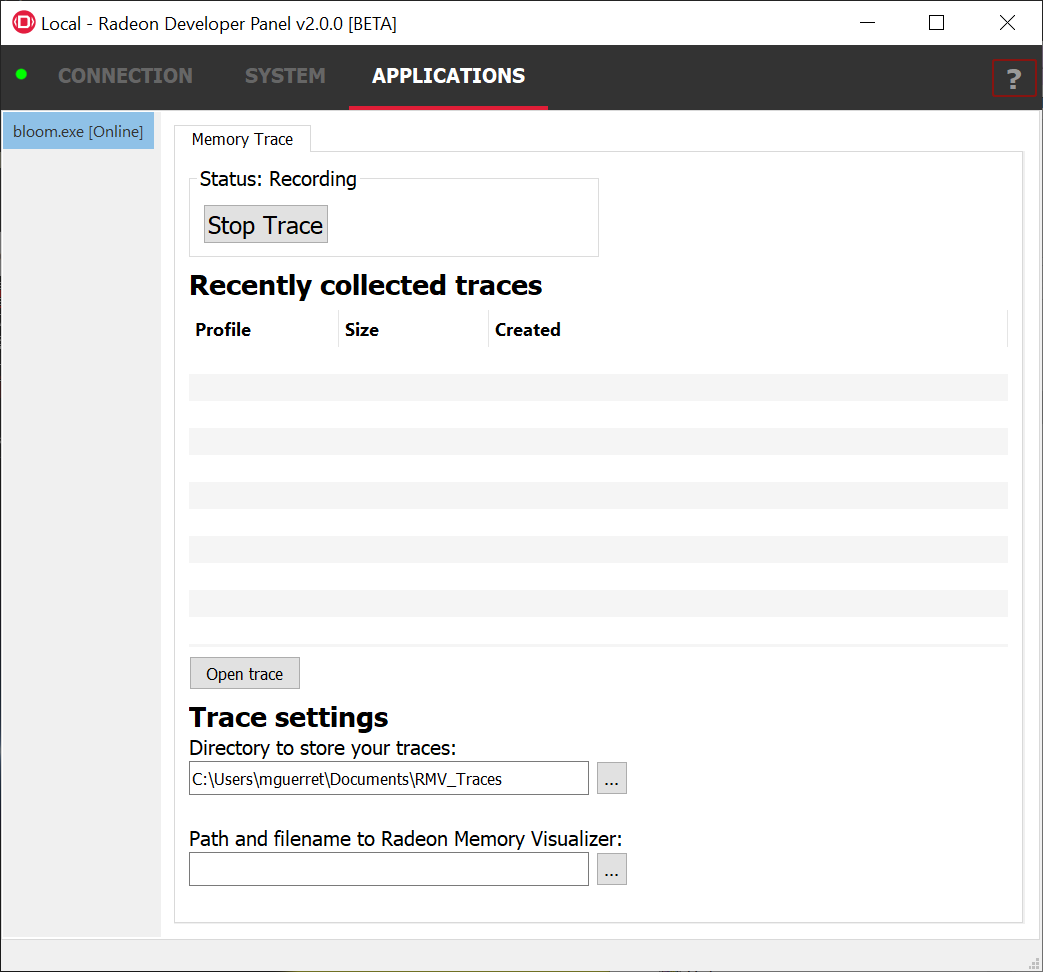 Local - Radeon Developer Panel v2.0.0 [BETA]
CONNECTION SYSTEM APPLICATIONS ?
bloom.exe [Online]
Memory Trace
Status: Recording
Stop Trace
Recently collected traces
Profile Size Created
Open trace
Trace settings
Directory to store your traces:
C:\Users\mguerret\Documents\RMV_Traces ...
Path and filename to Radeon Memory Visualizer:
...